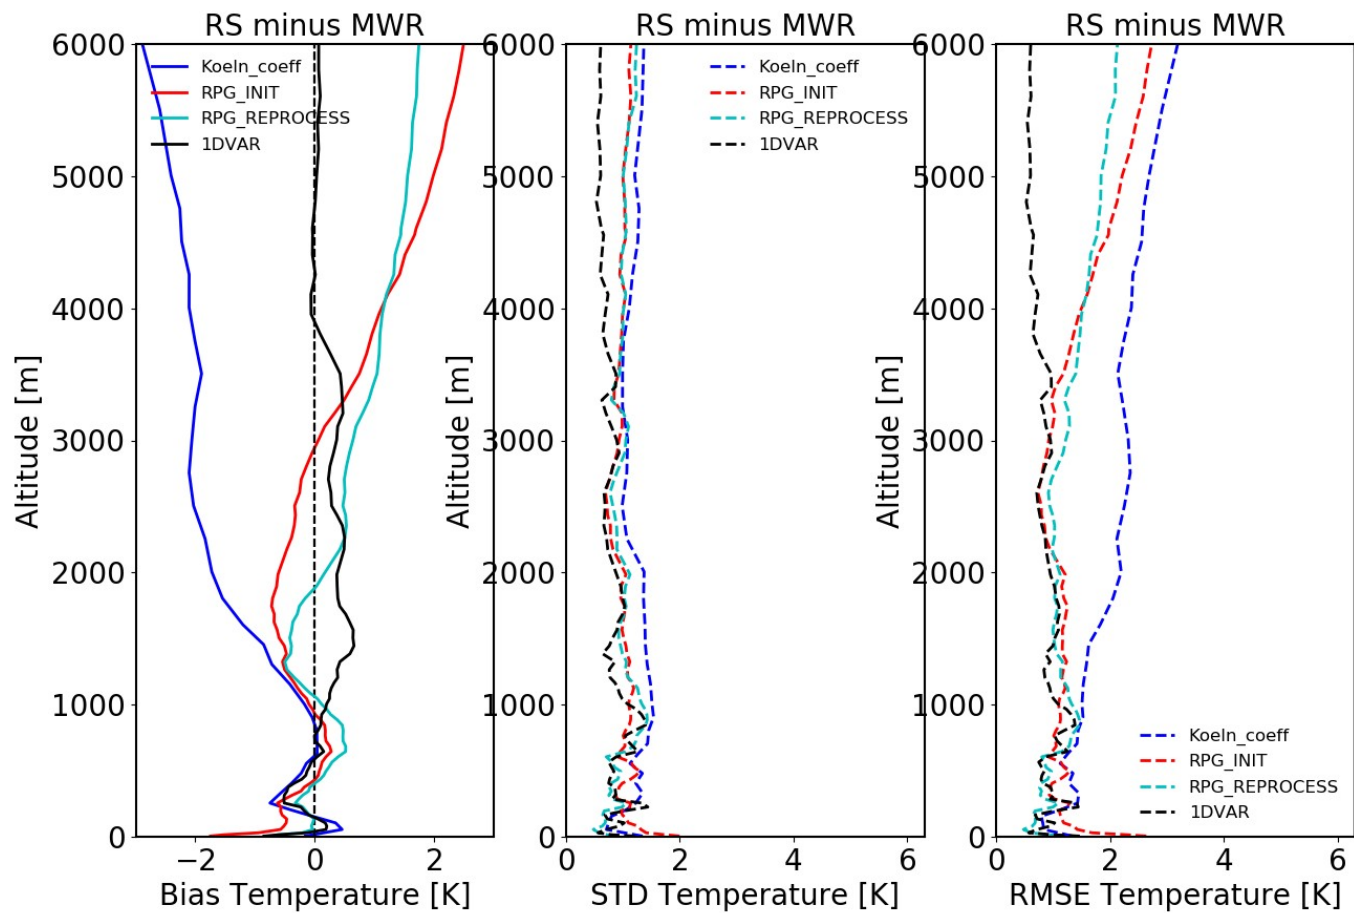 RS minus MWR
6000
5000
4000
3000
2000
1000
0
Altitude [m]
Koeln_coeff
RPG_INIT
RPG_REPROCESS
1DVAR
−2 0 2
Bias Temperature [K]
RS minus MWR
6000
5000
4000
3000
2000
1000
0
Altitude [m]
Koeln_coeff
RPG_INIT
RPG_REPROCESS
1DVAR
0 2 4 6
STD Temperature [K]
RS minus MWR
6000
5000
4000
3000
2000
1000
0
Altitude [m]
Koeln_coeff
RPG_INIT
RPG_REPROCESS
1DVAR
0 2 4 6
RMSE Temperature [K]